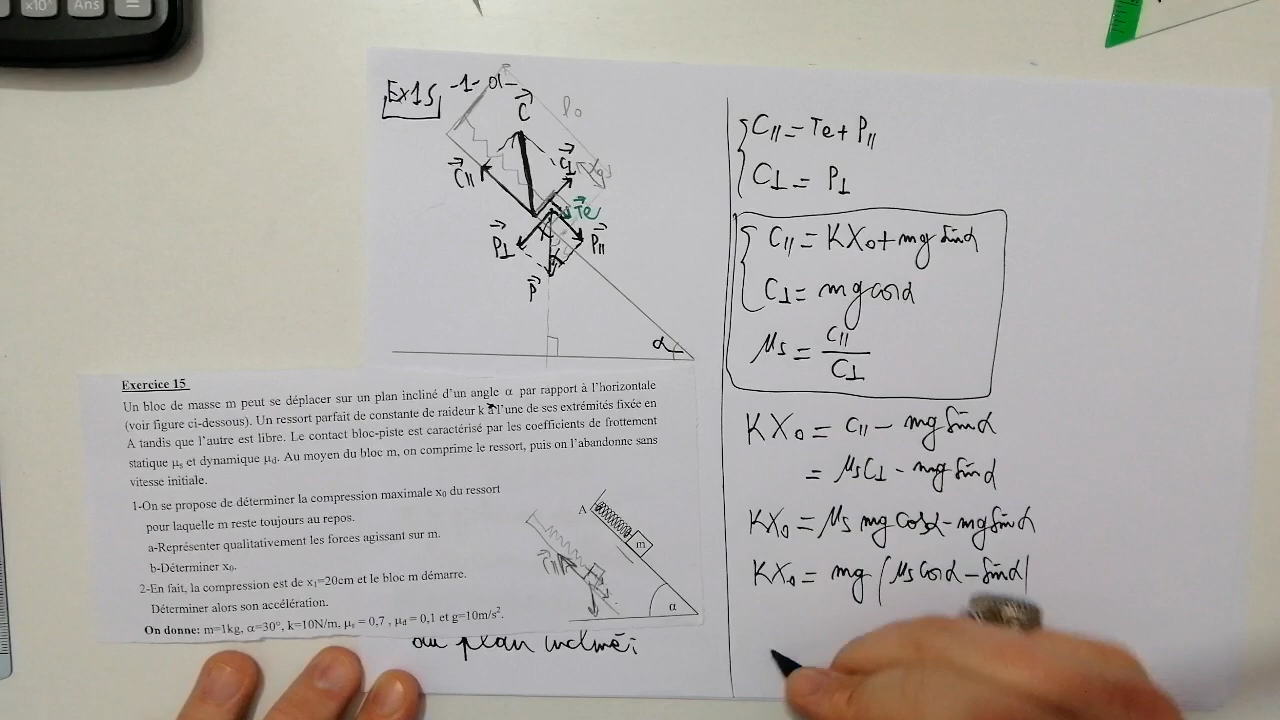 x10ˣ Ans =
Ex15 -1- a-
C⃗
l₀
C⃗∥
C⃗⊥
T⃗e
P⃗⊥
P⃗∥
P⃗
α
Exercice 15
Un bloc de masse m peut se déplacer sur un plan incliné d'un angle α par rapport à l'horizontale
(voir figure ci-dessous). Un ressort parfait de constante de raideur k à l'une de ses extrémités fixée en
A tandis que l'autre est libre. Le contact bloc-piste est caractérisé par les coefficients de frottement
statique μs et dynamique μd. Au moyen du bloc m, on comprime le ressort, puis on l'abandonne sans
vitesse initiale.
1-On se propose de déterminer la compression maximale x₀ du ressort
pour laquelle m reste toujours au repos.
a-Représenter qualitativement les forces agissant sur m.
b-Déterminer x₀.
2-En fait, la compression est de x₁=20cm et le bloc m démarre.
Déterminer alors son accélération.
On donne: m=1kg, α=30°, k=10N/m, μs = 0,7 , μd = 0,1 et g=10m/s².
A
m
α
C∥
au plan incliné;
C∥ = Te + P∥
C⊥ = P⊥
C∥ = KX₀ + mg sinα
C⊥ = mg cosα
μs = C∥ / C⊥
KX₀ = C∥ - mg sinα
= μs C⊥ - mg sinα
KX₀ = μs mg cosα - mg sinα
KX₀ = mg (μs cosα - sinα)